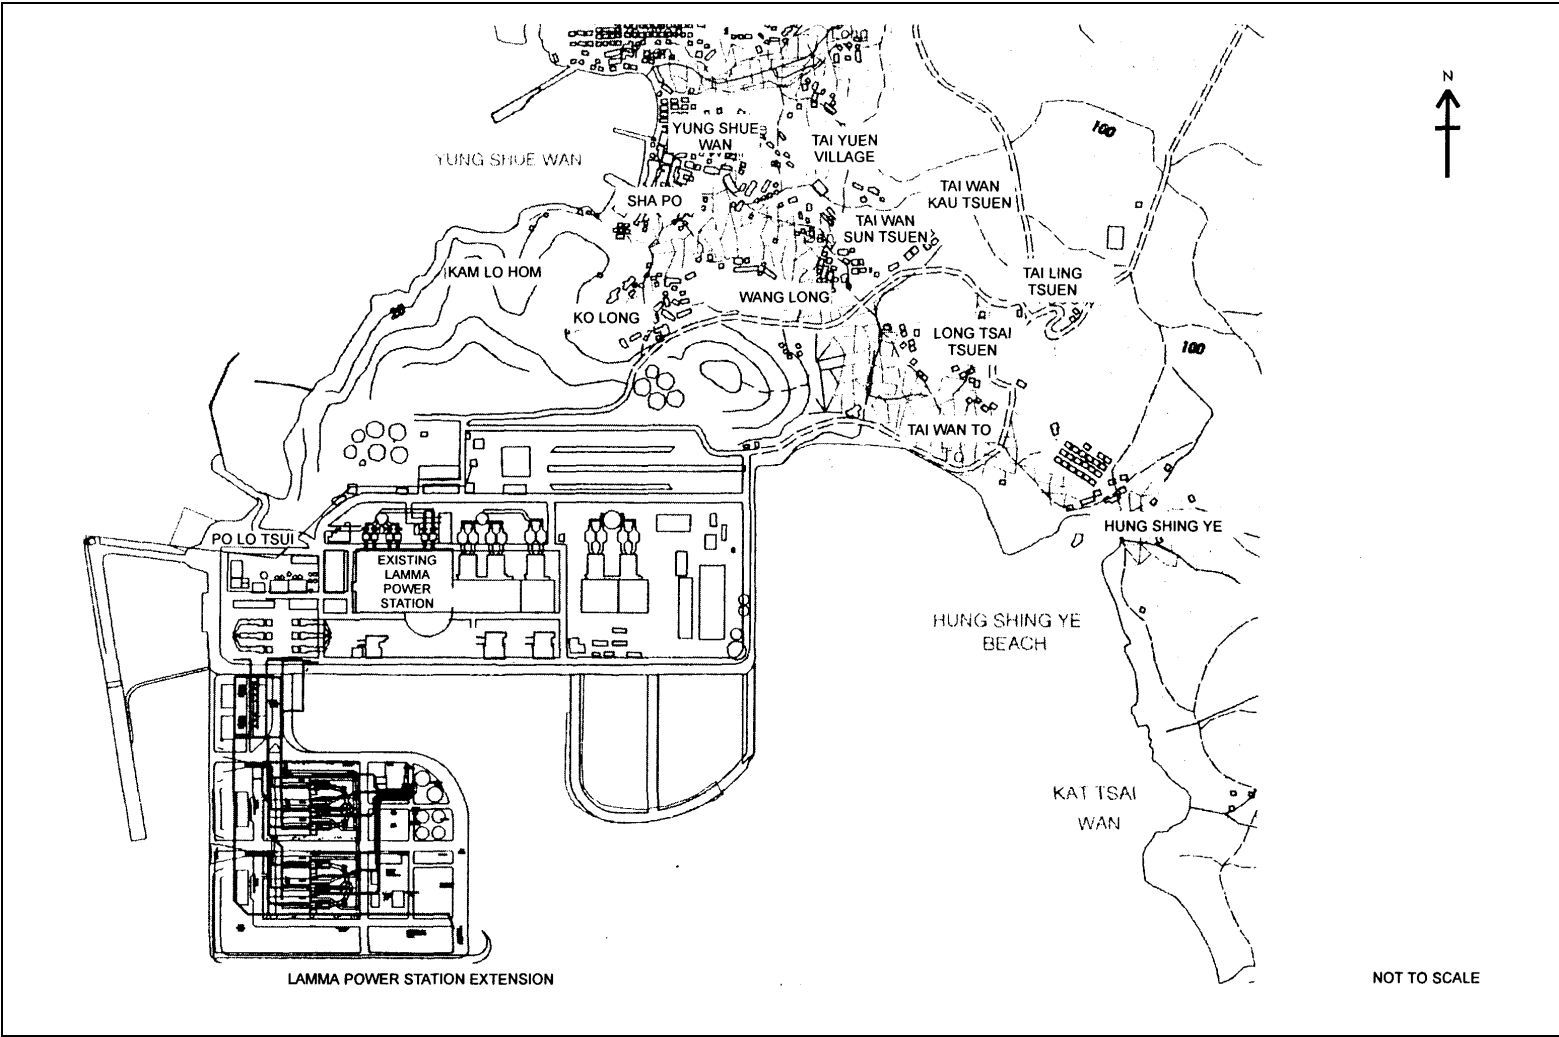 N
100
YUNG SHUE
WAN
TAI YUEN
VILLAGE
YUNG SHUE WAN
TAI WAN
KAU TSUEN
SHA PO
TAI WAN
SUN TSUEN
KAM LO HOM
TAI LING
TSUEN
WANG LONG
20
KO LONG
LONG TSAI
TSUEN
100
TAI WAN TO
HUNG SHING YE
PO LO TSUI
EXISTING
LAMMA
POWER
STATION
HUNG SHING YE
BEACH
KAT TSAI
WAN
LAMMA POWER STATION EXTENSION
NOT TO SCALE